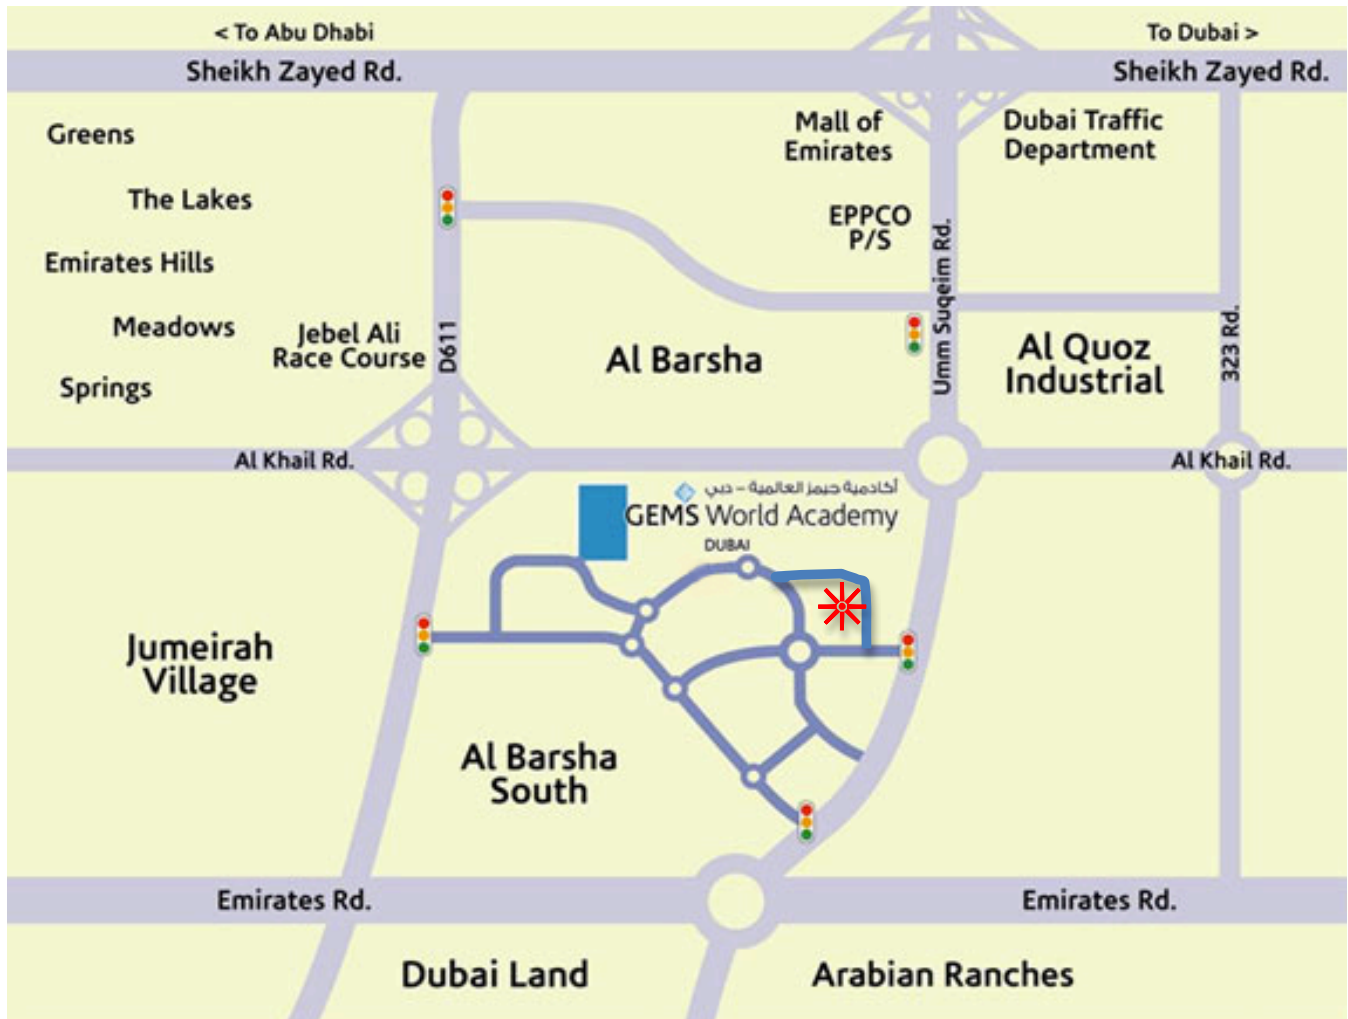 < To Abu Dhabi
To Dubai >
Sheikh Zayed Rd.
Sheikh Zayed Rd.
Greens
Mall of
Emirates
Dubai Traffic
Department
The Lakes
EPPCO
P/S
Emirates Hills
Umm Suqeim Rd.
Meadows
Jebel Ali
Race Course
D611
Al Barsha
Al Quoz
Industrial
323 Rd.
Springs
Al Khail Rd.
Al Khail Rd.
أكاديمية جيمز العالمية – دبي
GEMS World Academy
DUBAI
Jumeirah
Village
Al Barsha
South
Emirates Rd.
Emirates Rd.
Dubai Land
Arabian Ranches